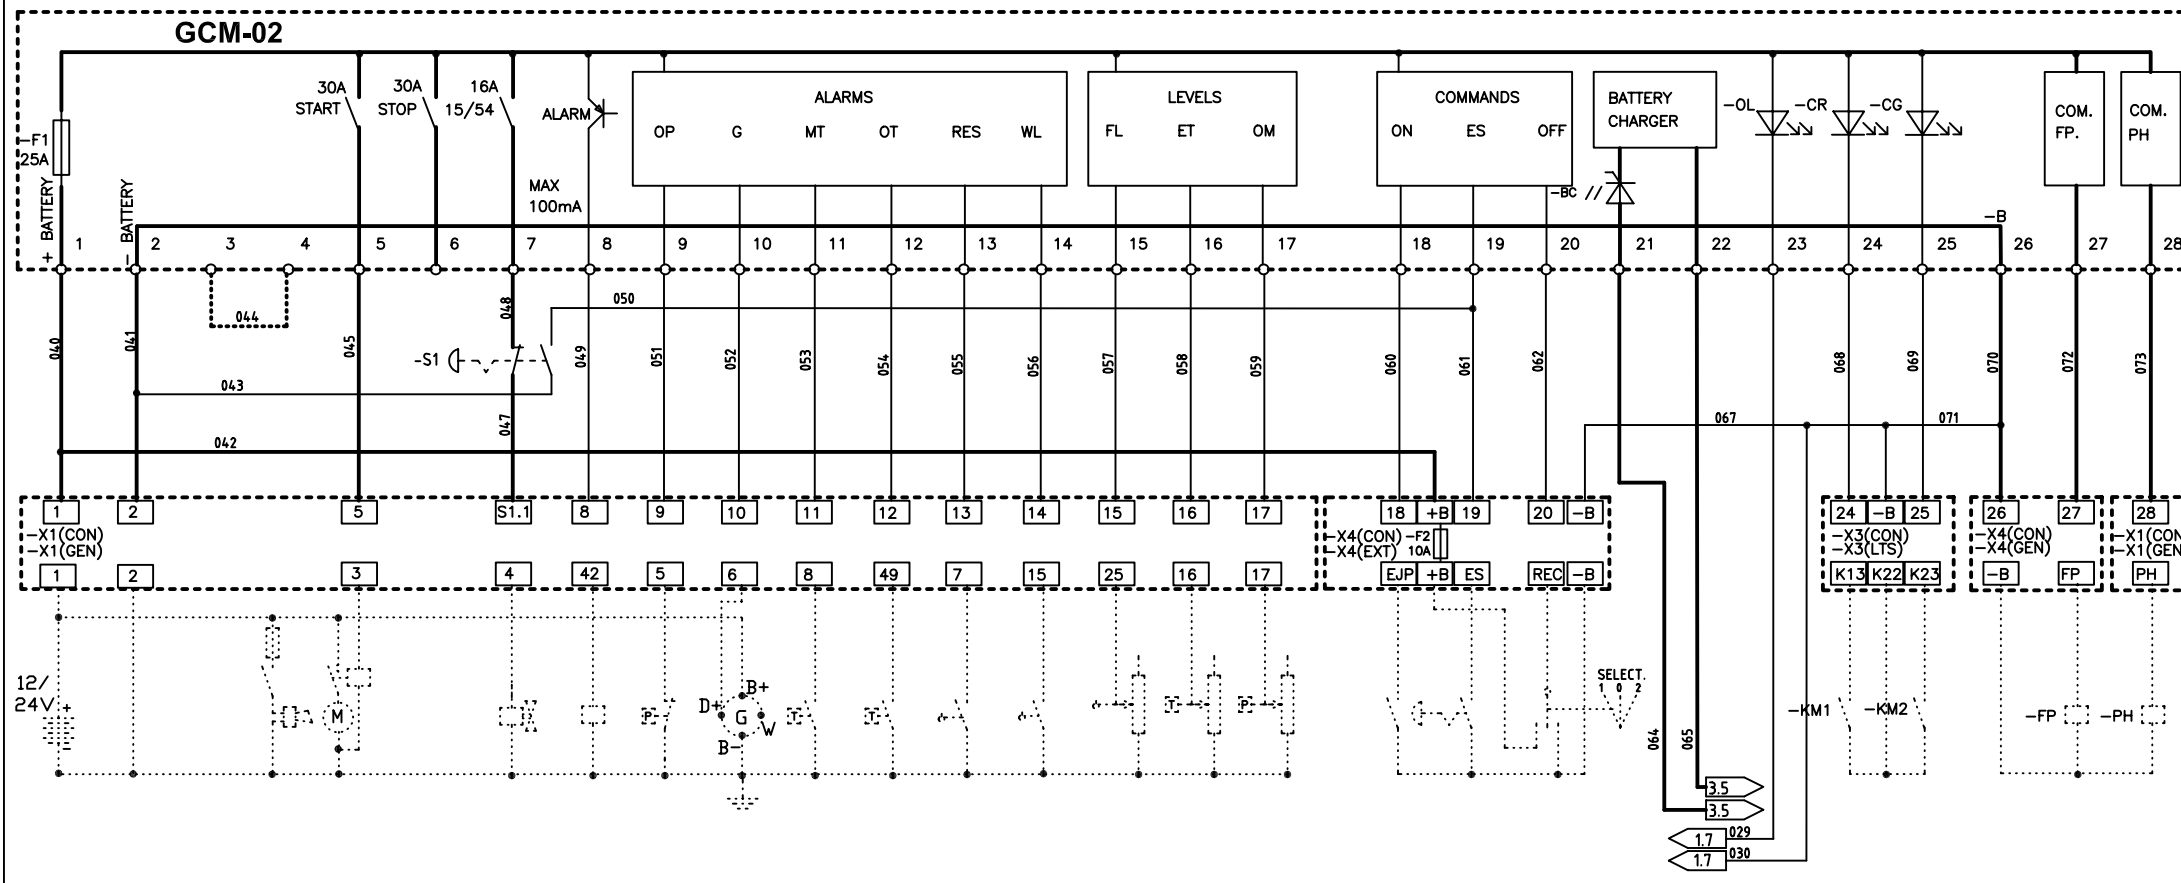 GCM-02
30A
START
30A
STOP
16A
15/54
ALARM
ALARMS
OP G MT OT RES WL
LEVELS
FL ET OM
COMMANDS
ON ES OFF
BATTERY
CHARGER
-OL
-CR
-CG
COM.
FP.
COM.
PH
-F1
25A
MAX
100mA
-BC //
+ BATTERY
- BATTERY
-B
1 2 3 4 5 6 7 8 9 10 11 12 13 14 15 16 17 18 19 20 21 22 23 24 25 26 27 28
044
048
050
040
041
045
-S1
049
051
052
053
054
055
056
057
058
059
060
061
062
068
069
070
072
073
043
047
042
067
071
1 2 5 S1.1 8 9 10 11 12 13 14 15 16 17 18 +B 19 20 -B 24 -B 25 26 27 28
-X1(CON)
-X1(GEN)
-X4(CON)
-X4(EXT)
-F2
10A
-X3(CON)
-X3(LTS)
-X4(CON)
-X4(GEN)
-X1(CON
-X1(GEN
1 2 3 4 42 5 6 8 49 7 15 25 16 17 EJP +B ES REC -B K13 K22 K23 -B FP PH
12/
24V
+
M
P
D+
B+
G
W
B-
T
T
T
P
SELECT.
1 0 2
064
065
-KM1
-KM2
-FP
-PH
3.5
3.5
1.7 029
1.7 030